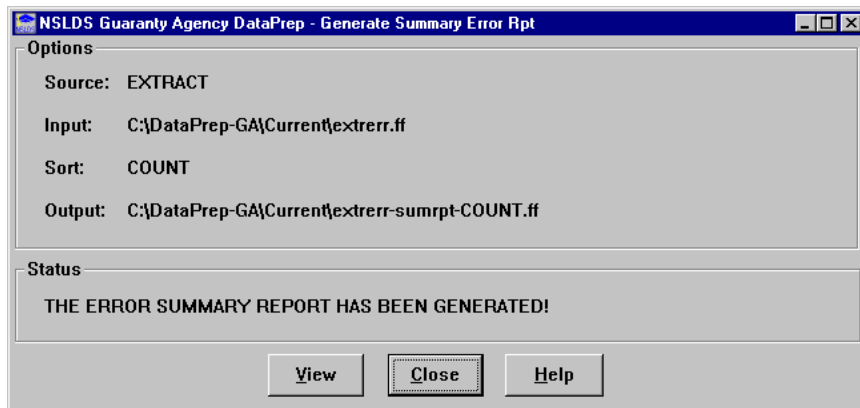 NSLDS Guaranty Agency DataPrep - Generate Summary Error Rpt
Options
Source: EXTRACT
Input: C:\DataPrep-GA\Current\extrerr.ff
Sort: COUNT
Output: C:\DataPrep-GA\Current\extrerr-sumrpt-COUNT.ff
Status
THE ERROR SUMMARY REPORT HAS BEEN GENERATED!
View Close Help